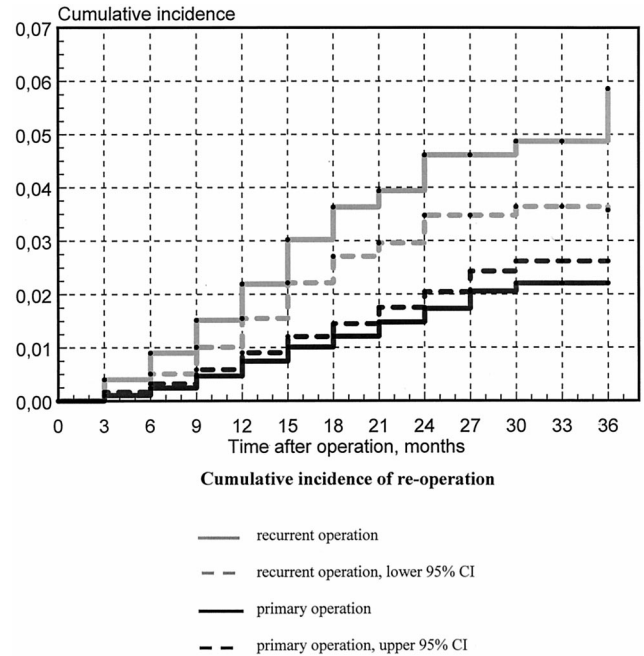 Cumulative incidence
0,07
0,06
0,05
0,04
0,03
0,02
0,01
0,00
0 3 6 9 12 15 18 21 24 27 30 33 36
Time after operation, months
Cumulative incidence of re-operation
recurrent operation
recurrent operation, lower 95% CI
primary operation
primary operation, upper 95% CI